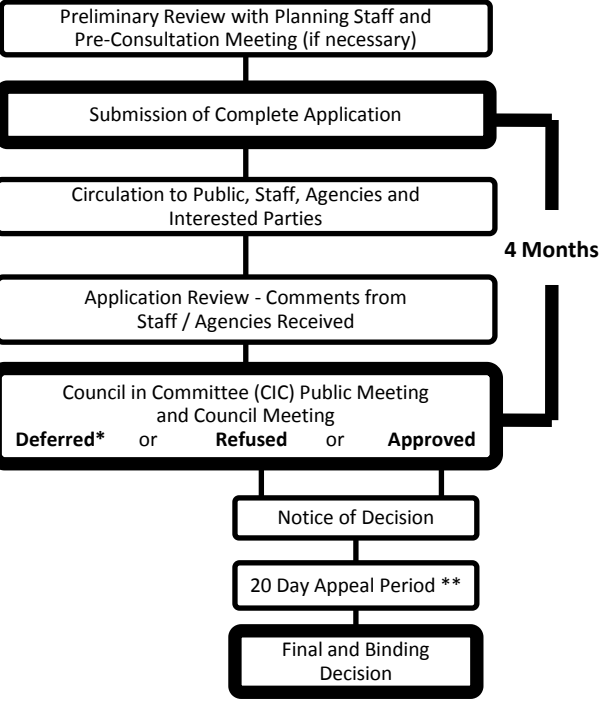 Preliminary Review with Planning Staff and
Pre-Consultation Meeting (if necessary)
Submission of Complete Application
Circulation to Public, Staff, Agencies and
Interested Parties
4 Months
Application Review - Comments from
Staff / Agencies Received
Council in Committee (CIC) Public Meeting
and Council Meeting
Deferred* or Refused or Approved
Notice of Decision
20 Day Appeal Period **
Final and Binding
Decision